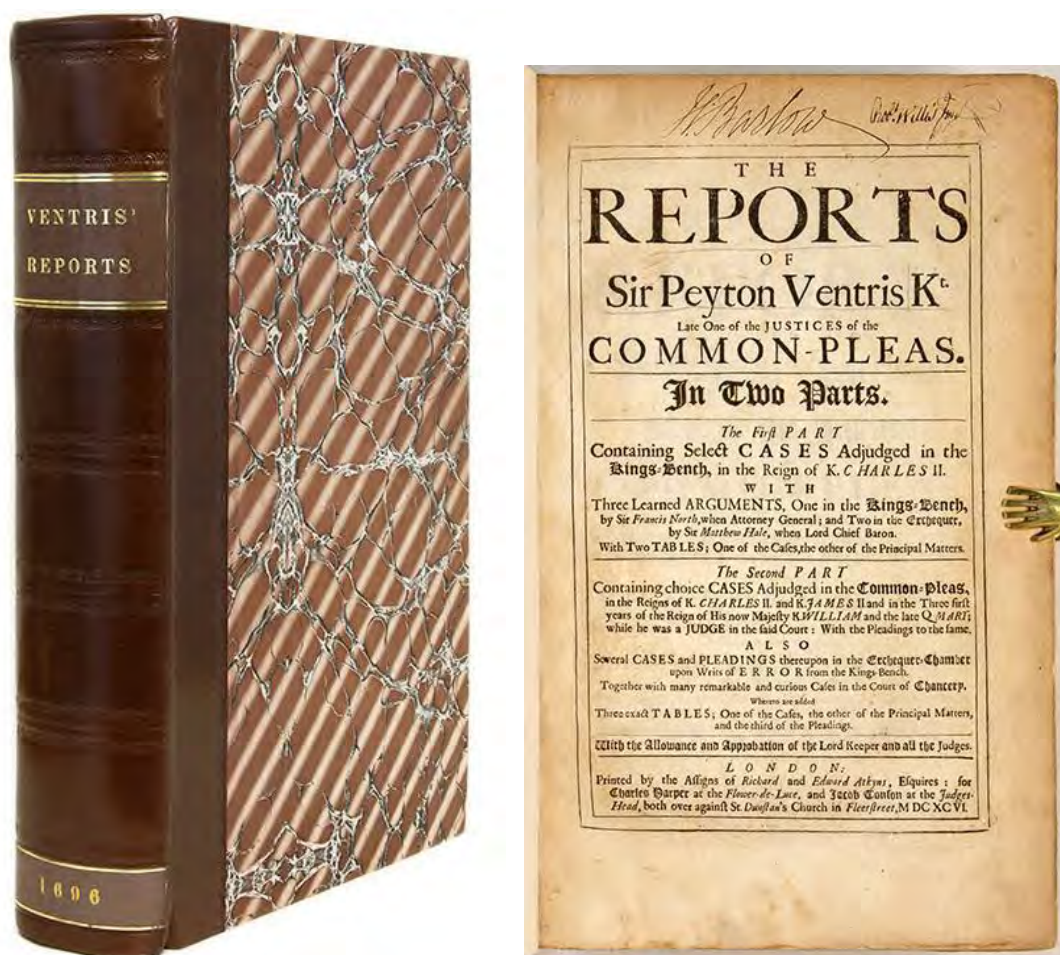 VENTRIS'
REPORTS
1696
H Barlow
THE
REPORTS
OF
Sir Peyton Ventris Kt.
Late One of the JUSTICES of the
COMMON-PLEAS.
In Two Parts.
The First PART
Containing Select CASES Adjudged in the
Kings-Bench, in the Reign of K. CHARLES II.
WITH
Three Learned ARGUMENTS, One in the Kings-Bench,
by Sir Francis North, when Attorney General; and Two in the Exchequer,
by Sir Matthew Hale, when Lord Chief Baron.
With Two TABLES; One of the Cases, the other of the Principal Matters.
The Second PART
Containing choice CASES Adjudged in the Common-Pleas,
in the Reigns of K. CHARLES II. and K. JAMES II and in the Three first
years of the Reign of His now Majesty K. WILLIAM and the late Q. MARY;
while he was a JUDGE in the said Court: With the Pleadings to the same.
ALSO
Several CASES and PLEADINGS thereupon in the Exchequer-Chamber
upon Writs of ERROR from the Kings-Bench.
Together with many remarkable and curious Cases in the Court of Chancery.
Whereto are added
Three exact TABLES; One of the Cases, the other of the Principal Matters,
and the third of the Pleadings.
With the Allowance and Approbation of the Lord Keeper and all the Judges.
LONDON:
Printed by the Assigns of Richard and Edward Atkyns, Esquires: for
Charles Harper at the Flower-de-Luce, and Jacob Tonson at the Judges-
Head, both over against St. Dunstan's Church in Fleetstreet, M DC XC VI.